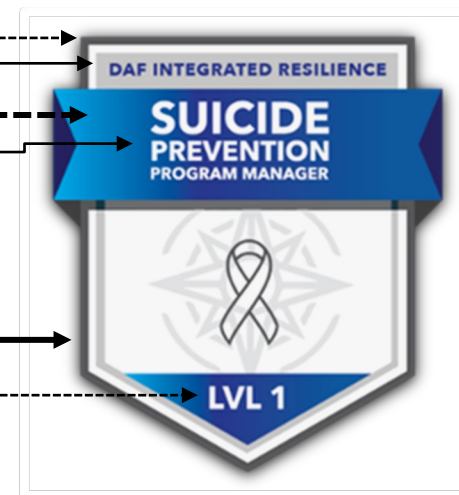 DAF INTEGRATED RESILIENCE
SUICIDE
PREVENTION
PROGRAM MANAGER
LVL 1